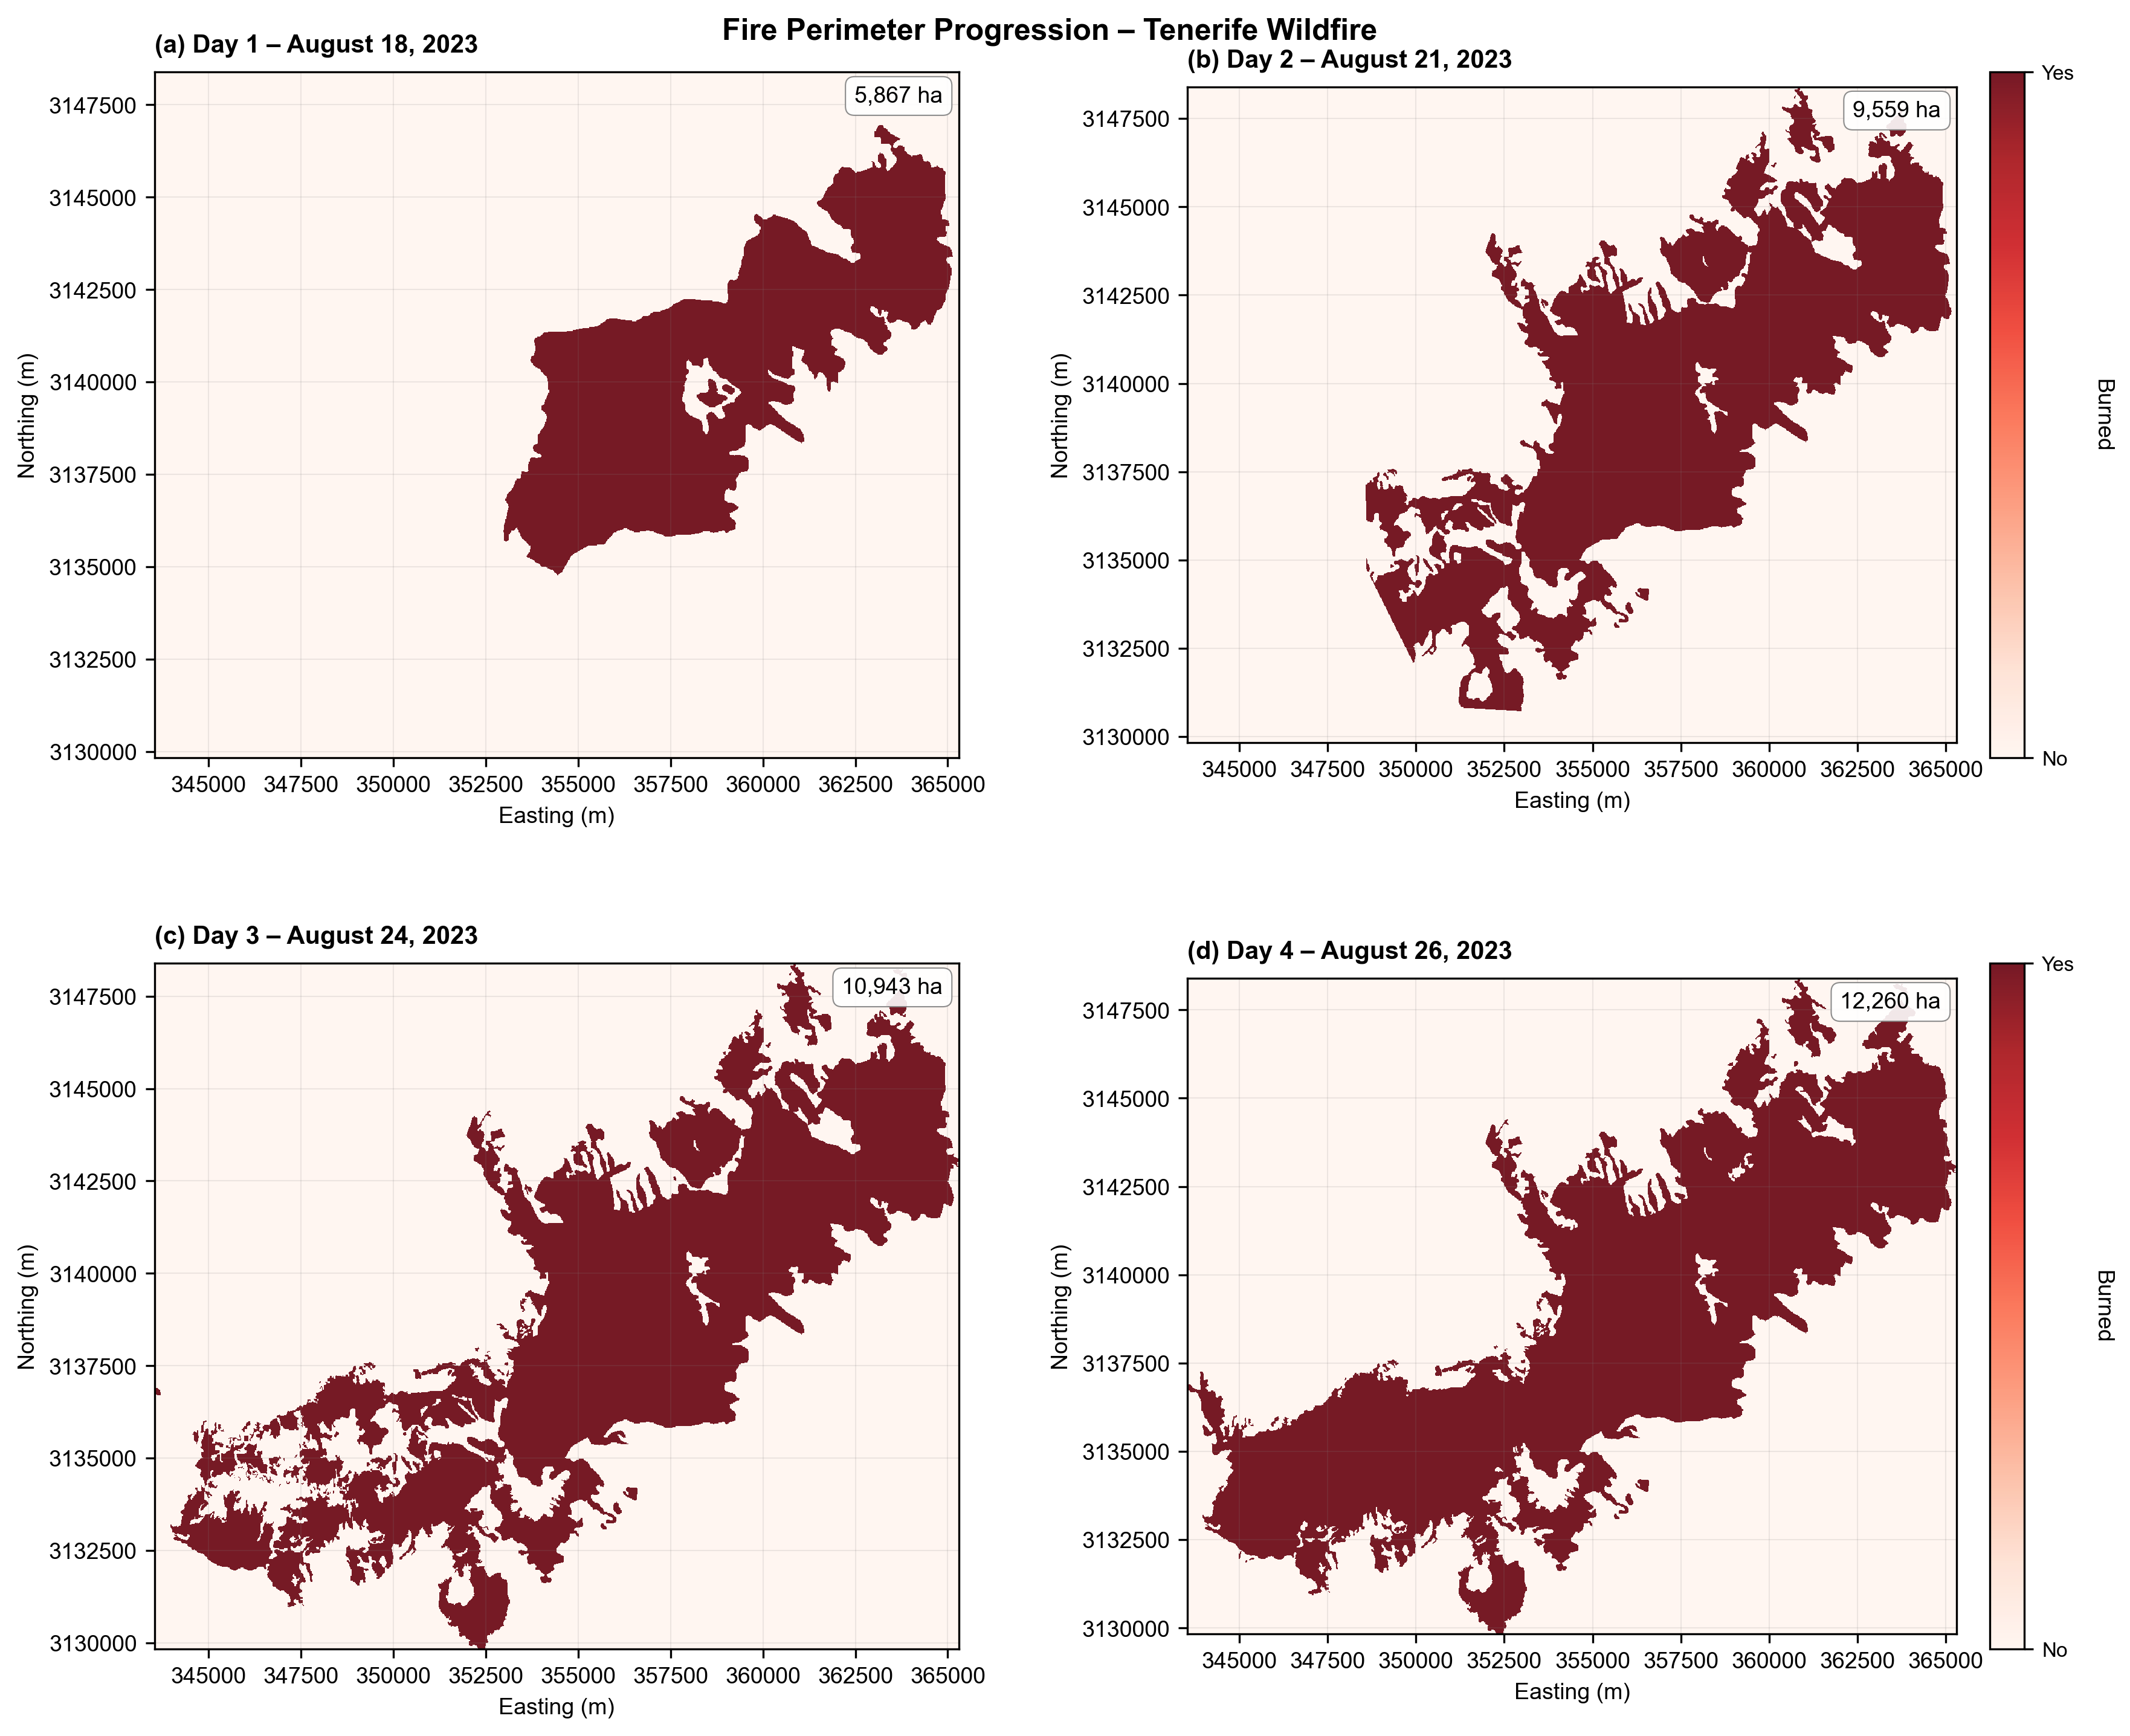 Fire Perimeter Progression – Tenerife Wildfire
(a) Day 1 – August 18, 2023
5,867 ha
Northing (m)
3147500
3145000
3142500
3140000
3137500
3135000
3132500
3130000
345000 347500 350000 352500 355000 357500 360000 362500 365000
Easting (m)
(b) Day 2 – August 21, 2023
9,559 ha
Northing (m)
3147500
3145000
3142500
3140000
3137500
3135000
3132500
3130000
345000 347500 350000 352500 355000 357500 360000 362500 365000
Easting (m)
Yes
Burned
No
(c) Day 3 – August 24, 2023
10,943 ha
Northing (m)
3147500
3145000
3142500
3140000
3137500
3135000
3132500
3130000
345000 347500 350000 352500 355000 357500 360000 362500 365000
Easting (m)
(d) Day 4 – August 26, 2023
12,260 ha
Northing (m)
3147500
3145000
3142500
3140000
3137500
3135000
3132500
3130000
345000 347500 350000 352500 355000 357500 360000 362500 365000
Easting (m)
Yes
Burned
No